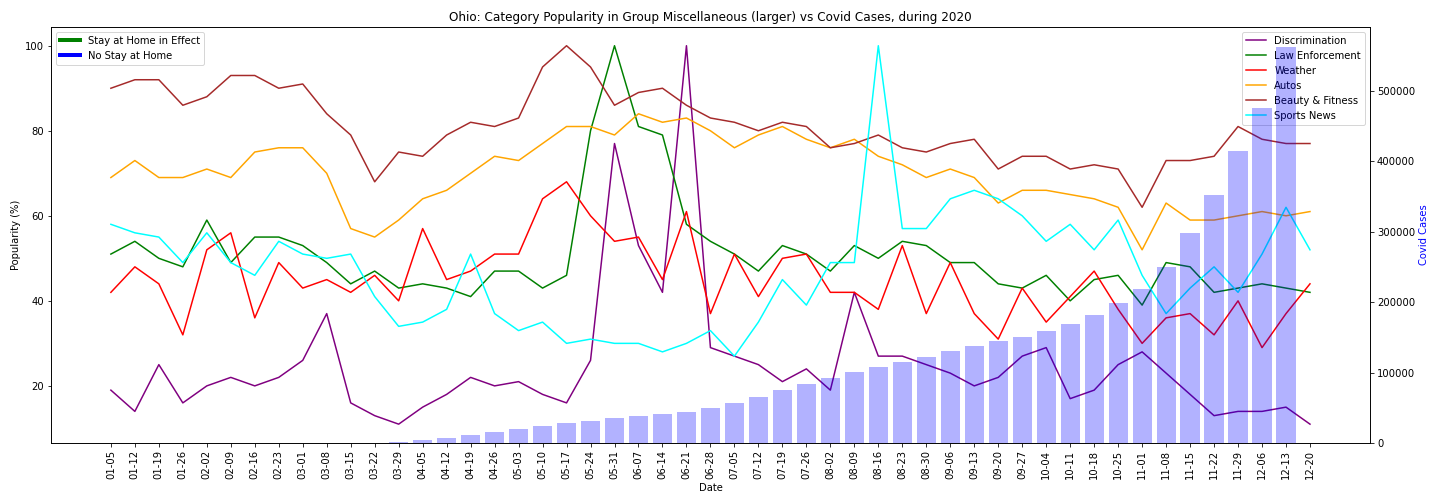 Ohio: Category Popularity in Group Miscellaneous (larger) vs Covid Cases, during 2020
Stay at Home in Effect
No Stay at Home
Discrimination
Law Enforcement
Weather
Autos
Beauty & Fitness
Sports News
Popularity (%)
100
80
60
40
20
Covid Cases
500000
400000
300000
200000
100000
0
01-05 01-12 01-19 01-26 02-02 02-09 02-16 02-23 03-01 03-08 03-15 03-22 03-29 04-05 04-12 04-19 04-26 05-03 05-10 05-17 05-24 05-31 06-07 06-14 06-21 06-28 07-05 07-12 07-19 07-26 08-02 08-09 08-16 08-23 08-30 09-06 09-13 09-20 09-27 10-04 10-11 10-18 10-25 11-01 11-08 11-15 11-22 11-29 12-06 12-13 12-20
Date